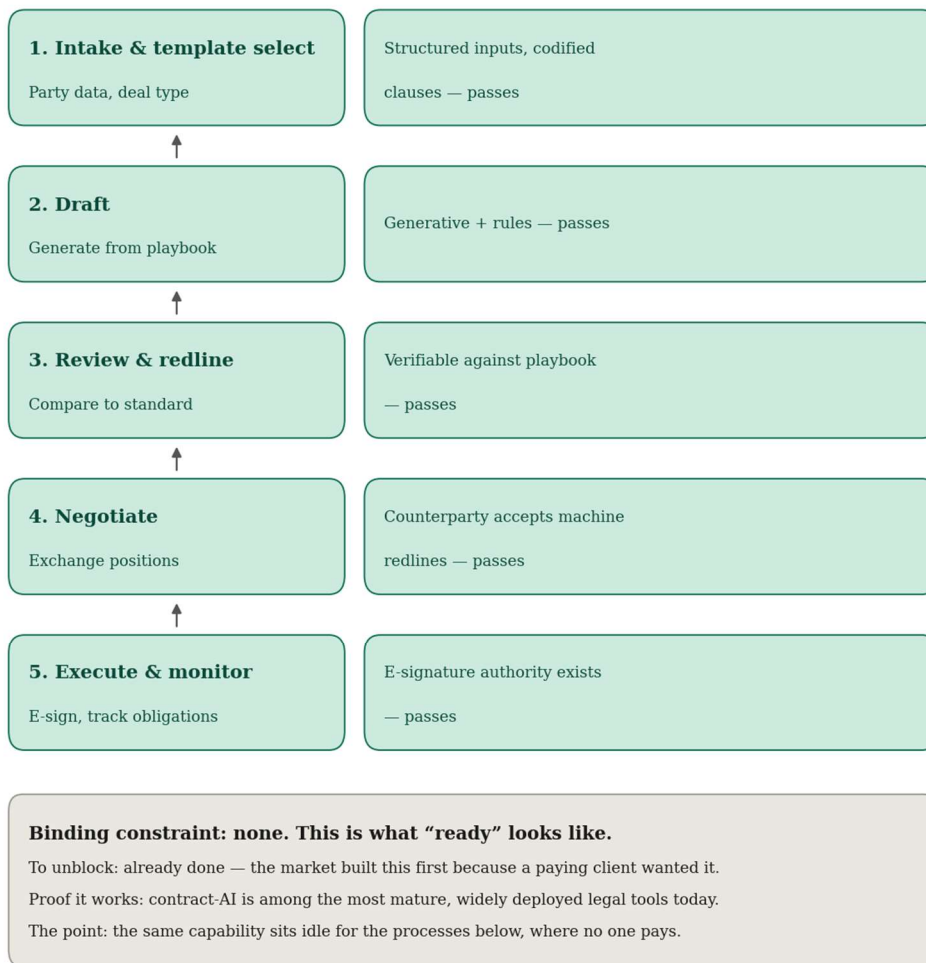 1. Intake & template select
Party data, deal type
Structured inputs, codified
clauses — passes
2. Draft
Generate from playbook
Generative + rules — passes
3. Review & redline
Compare to standard
Verifiable against playbook
— passes
4. Negotiate
Exchange positions
Counterparty accepts machine
redlines — passes
5. Execute & monitor
E-sign, track obligations
E-signature authority exists
— passes
Binding constraint: none. This is what “ready” looks like.
To unblock: already done — the market built this first because a paying client wanted it.
Proof it works: contract-AI is among the most mature, widely deployed legal tools today.
The point: the same capability sits idle for the processes below, where no one pays.